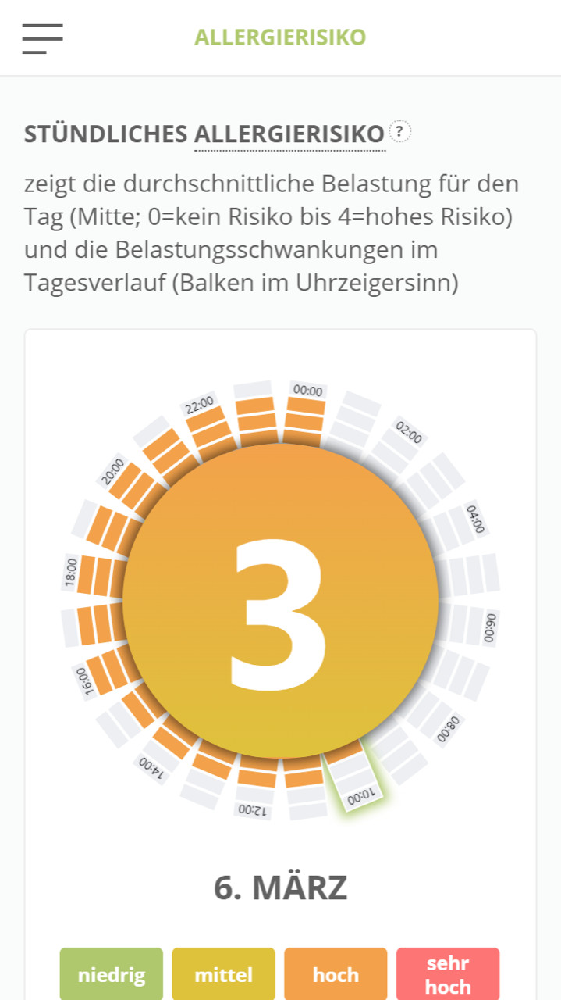 ALLERGIERISIKO
STÜNDLICHES ALLERGIERISIKO ?
zeigt die durchschnittliche Belastung für den
Tag (Mitte; 0=kein Risiko bis 4=hohes Risiko)
und die Belastungsschwankungen im
Tagesverlauf (Balken im Uhrzeigersinn)
00:00
02:00
04:00
06:00
08:00
10:00
12:00
14:00
16:00
18:00
20:00
22:00
3
6. MÄRZ
niedrig
mittel
hoch
sehr
hoch